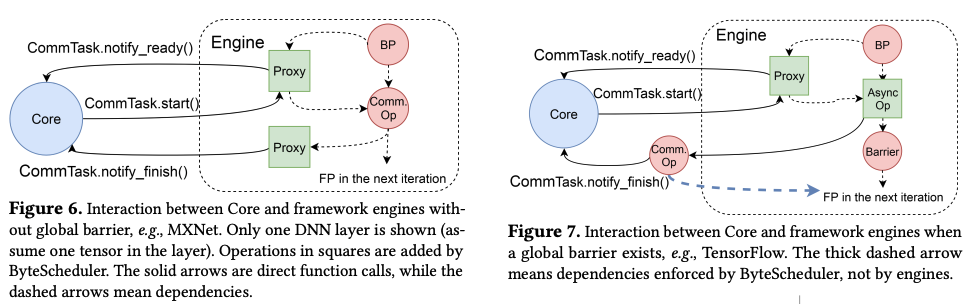 Engine
BP
CommTask.notify_ready()
Proxy
Core
CommTask.start()
Comm.
Op
Proxy
CommTask.notify_finish()
FP in the next iteration
Figure 6. Interaction between Core and framework engines with-
out global barrier, e.g., MXNet. Only one DNN layer is shown (as-
sume one tensor in the layer). Operations in squares are added by
ByteScheduler. The solid arrows are direct function calls, while the
dashed arrows mean dependencies.
Engine
BP
CommTask.notify_ready()
Proxy
Async
Op
CommTask.start()
Core
Comm.
Op
Barrier
CommTask.notify_finish()
FP in the next iteration
Figure 7. Interaction between Core and framework engines when
a global barrier exists, e.g., TensorFlow. The thick dashed arrow
means dependencies enforced by ByteScheduler, not by engines.